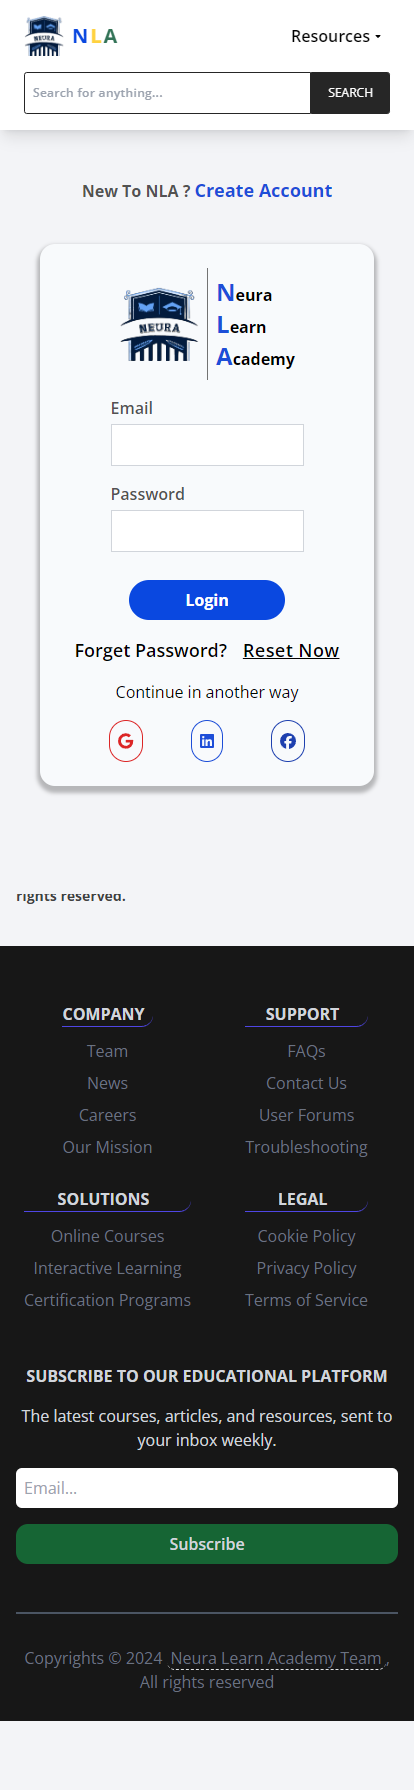 NEURA
NLA
Resources
Search for anything...
SEARCH
New To NLA ? Create Account
NEURA
Neura
Learn
Academy
Email
Password
Login
Forget Password? Reset Now
Continue in another way
rights reserved.
COMPANY
Team
News
Careers
Our Mission
SUPPORT
FAQs
Contact Us
User Forums
Troubleshooting
SOLUTIONS
Online Courses
Interactive Learning
Certification Programs
LEGAL
Cookie Policy
Privacy Policy
Terms of Service
SUBSCRIBE TO OUR EDUCATIONAL PLATFORM
The latest courses, articles, and resources, sent to
your inbox weekly.
Email...
Subscribe
Copyrights © 2024 Neura Learn Academy Team ,
All rights reserved